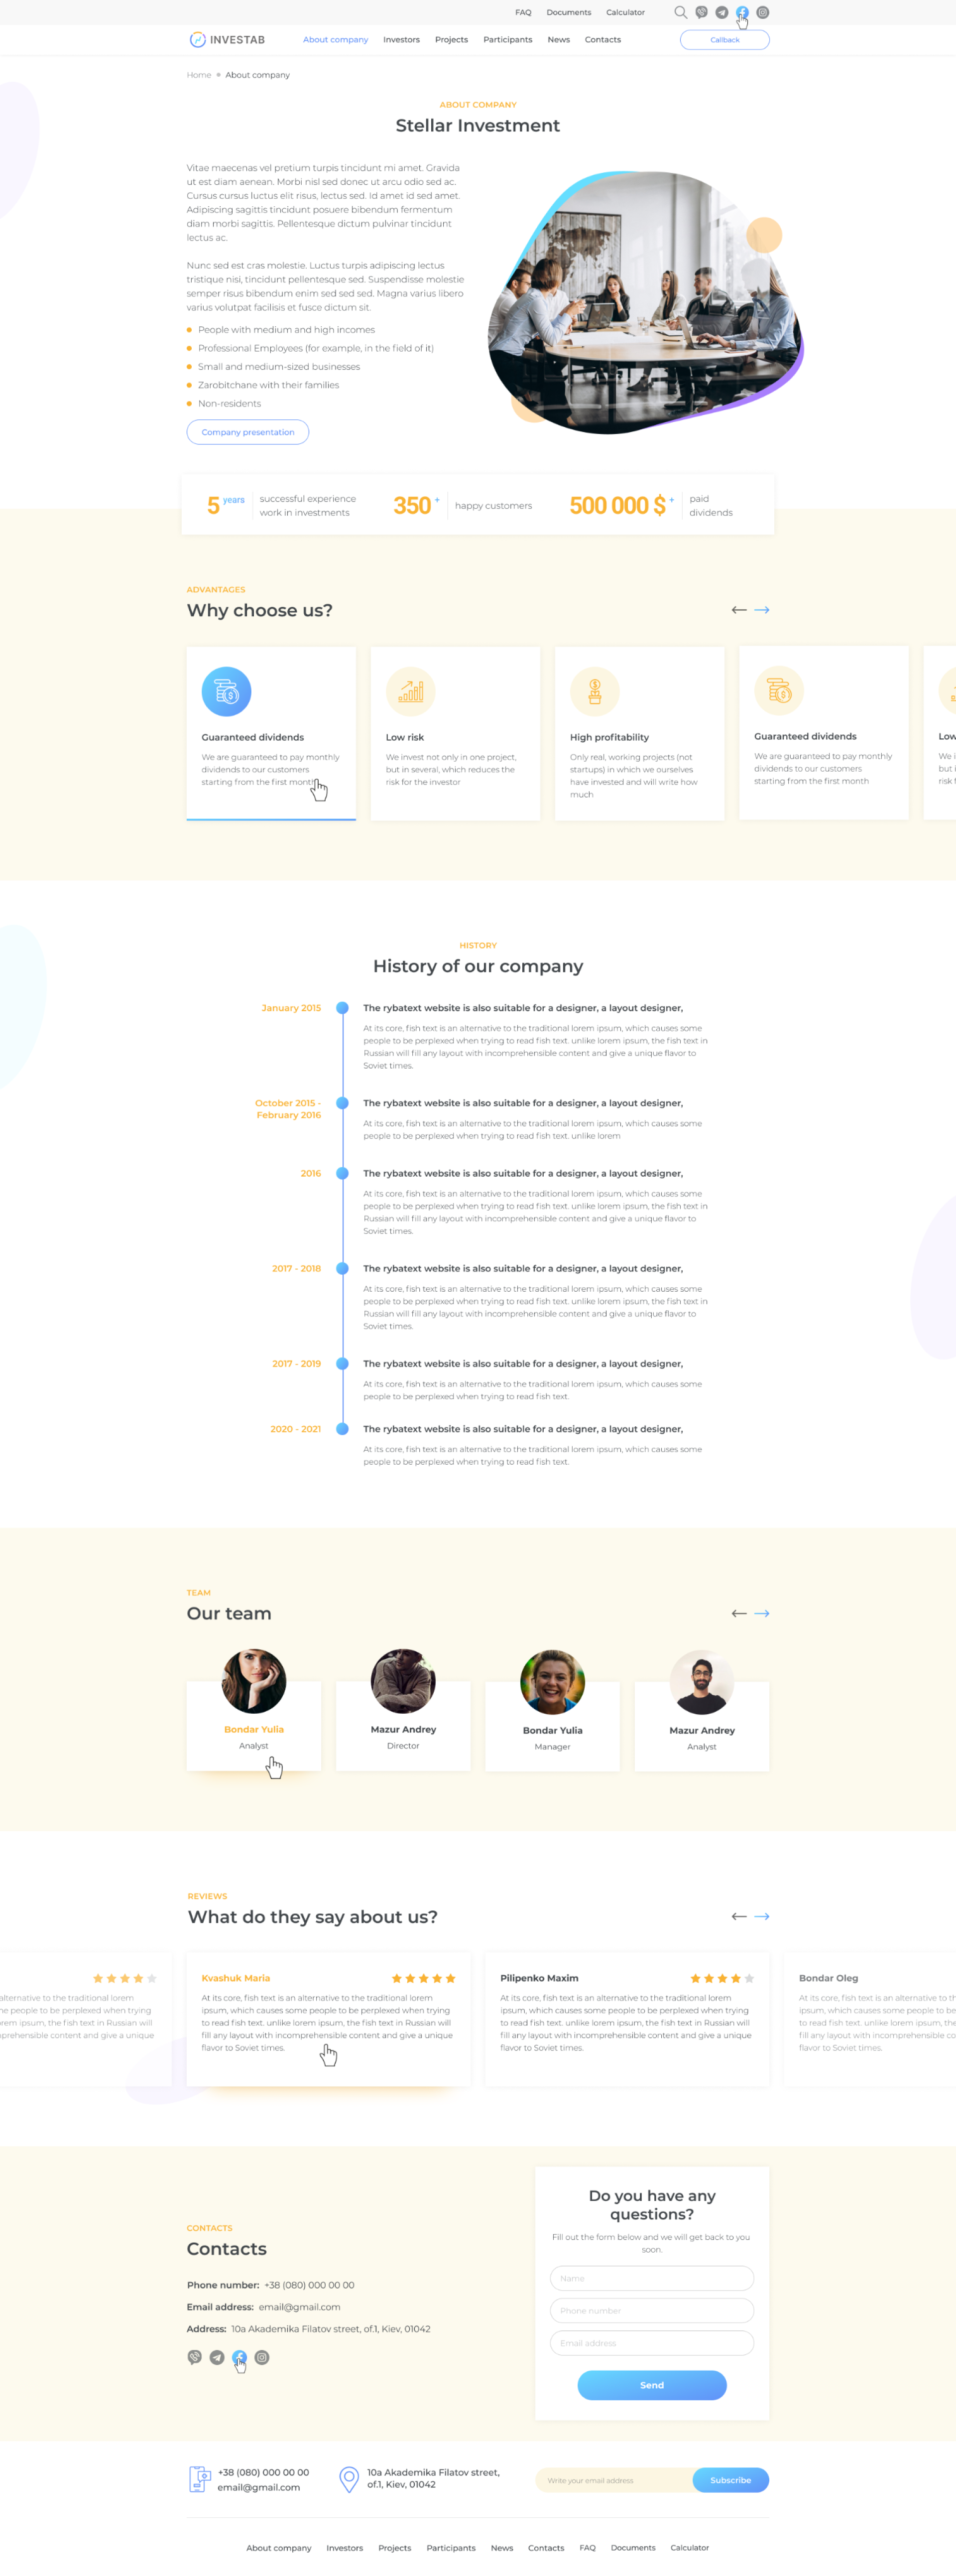 FAQ Documents Calculator
INVESTAB About company Investors Projects Participants News Contacts Callback
Home About company
ABOUT COMPANY
Stellar Investment
Vitae maecenas vel pretium turpis tincidunt mi amet. Gravida
ut est diam aenean. Morbi nisl sed donec ut arcu odio sed ac.
Cursus cursus luctus elit risus, lectus sed. Id amet id sed amet.
Adipiscing sagittis tincidunt posuere bibendum fermentum
diam morbi sagittis. Pellentesque dictum pulvinar tincidunt
lectus ac.
Nunc sed est cras molestie. Luctus turpis adipiscing lectus
tristique nisi, tincidunt pellentesque sed. Suspendisse molestie
semper risus bibendum enim sed sed sed. Magna varius libero
varius volutpat facilisis et fusce dictum sit.
People with medium and high incomes
Professional Employees (for example, in the field of it)
Small and medium-sized businesses
Zarobitchane with their families
Non-residents
Company presentation
5 years successful experience
work in investments
350 + happy customers
500 000 $ + paid
dividends
ADVANTAGES
Why choose us?
Guaranteed dividends
We are guaranteed to pay monthly
dividends to our customers
starting from the first month
Low risk
We invest not only in one project,
but in several, which reduces the
risk for the investor
High profitability
Only real, working projects (not
startups) in which we ourselves
have invested and will write how
much
Guaranteed dividends
We are guaranteed to pay monthly
dividends to our customers
starting from the first month
Low
We i
but i
risk f
HISTORY
History of our company
January 2015
The rybatext website is also suitable for a designer, a layout designer,
At its core, fish text is an alternative to the traditional lorem ipsum, which causes some
people to be perplexed when trying to read fish text. unlike lorem ipsum, the fish text in
Russian will fill any layout with incomprehensible content and give a unique flavor to
Soviet times.
October 2015 -
February 2016
The rybatext website is also suitable for a designer, a layout designer,
At its core, fish text is an alternative to the traditional lorem ipsum, which causes some
people to be perplexed when trying to read fish text. unlike lorem
2016
The rybatext website is also suitable for a designer, a layout designer,
At its core, fish text is an alternative to the traditional lorem ipsum, which causes some
people to be perplexed when trying to read fish text. unlike lorem ipsum, the fish text in
Russian will fill any layout with incomprehensible content and give a unique flavor to
Soviet times.
2017 - 2018
The rybatext website is also suitable for a designer, a layout designer,
At its core, fish text is an alternative to the traditional lorem ipsum, which causes some
people to be perplexed when trying to read fish text. unlike lorem ipsum, the fish text in
Russian will fill any layout with incomprehensible content and give a unique flavor to
Soviet times.
2017 - 2019
The rybatext website is also suitable for a designer, a layout designer,
At its core, fish text is an alternative to the traditional lorem ipsum, which causes some
people to be perplexed when trying to read fish text.
2020 - 2021
The rybatext website is also suitable for a designer, a layout designer,
At its core, fish text is an alternative to the traditional lorem ipsum, which causes some
people to be perplexed when trying to read fish text.
TEAM
Our team
Bondar Yulia
Analyst
Mazur Andrey
Director
Bondar Yulia
Manager
Mazur Andrey
Analyst
REVIEWS
What do they say about us?
alternative to the traditional lorem
me people to be perplexed when trying
orem ipsum, the fish text in Russian will
prehensible content and give a unique
Kvashuk Maria
At its core, fish text is an alternative to the traditional lorem
ipsum, which causes some people to be perplexed when trying
to read fish text. unlike lorem ipsum, the fish text in Russian will
fill any layout with incomprehensible content and give a unique
flavor to Soviet times.
Pilipenko Maxim
At its core, fish text is an alternative to the traditional lorem
ipsum, which causes some people to be perplexed when trying
to read fish text. unlike lorem ipsum, the fish text in Russian will
fill any layout with incomprehensible content and give a unique
flavor to Soviet times.
Bondar Oleg
At its core, fish text is an alternative to th
ipsum, which causes some people to be
to read fish text. unlike lorem ipsum, the
fill any layout with incomprehensible co
flavor to Soviet times.
CONTACTS
Contacts
Phone number: +38 (080) 000 00 00
Email address: email@gmail.com
Address: 10a Akademika Filatov street, of.1, Kiev, 01042
Do you have any
questions?
Fill out the form below and we will get back to you
soon.
Name
Phone number
Email address
Send
+38 (080) 000 00 00
email@gmail.com
10a Akademika Filatov street,
of.1, Kiev, 01042
Write your email address
Subscribe
About company Investors Projects Participants News Contacts FAQ Documents Calculator